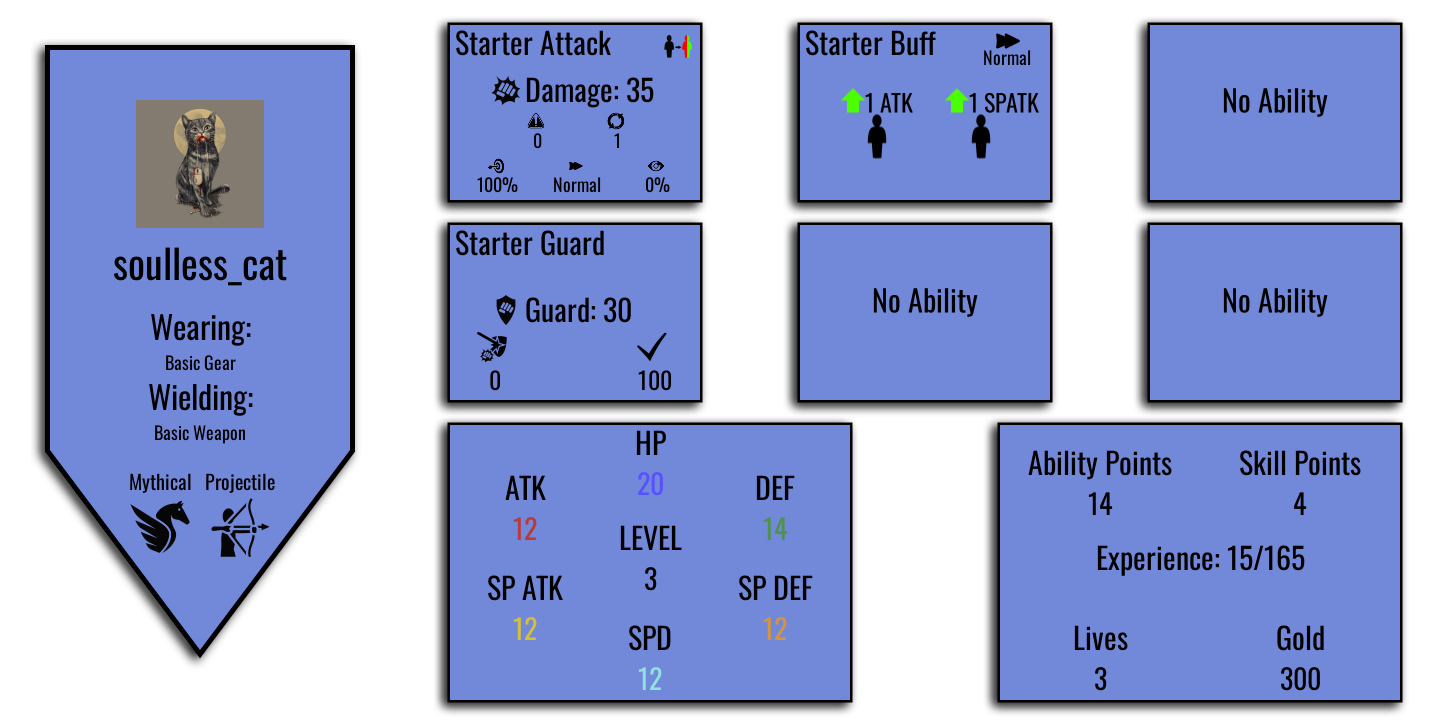 soulless_cat
Wearing:
Basic Gear
Wielding:
Basic Weapon
Mythical Projectile
Starter Attack
Damage: 35
0 1
100% Normal 0%
Starter Buff
Normal
1 ATK 1 SPATK
No Ability
Starter Guard
Guard: 30
0 100
No Ability
No Ability
HP
20
ATK
12
DEF
14
LEVEL
3
SP ATK
12
SP DEF
12
SPD
12
Ability Points Skill Points
14 4
Experience: 15/165
Lives Gold
3 300